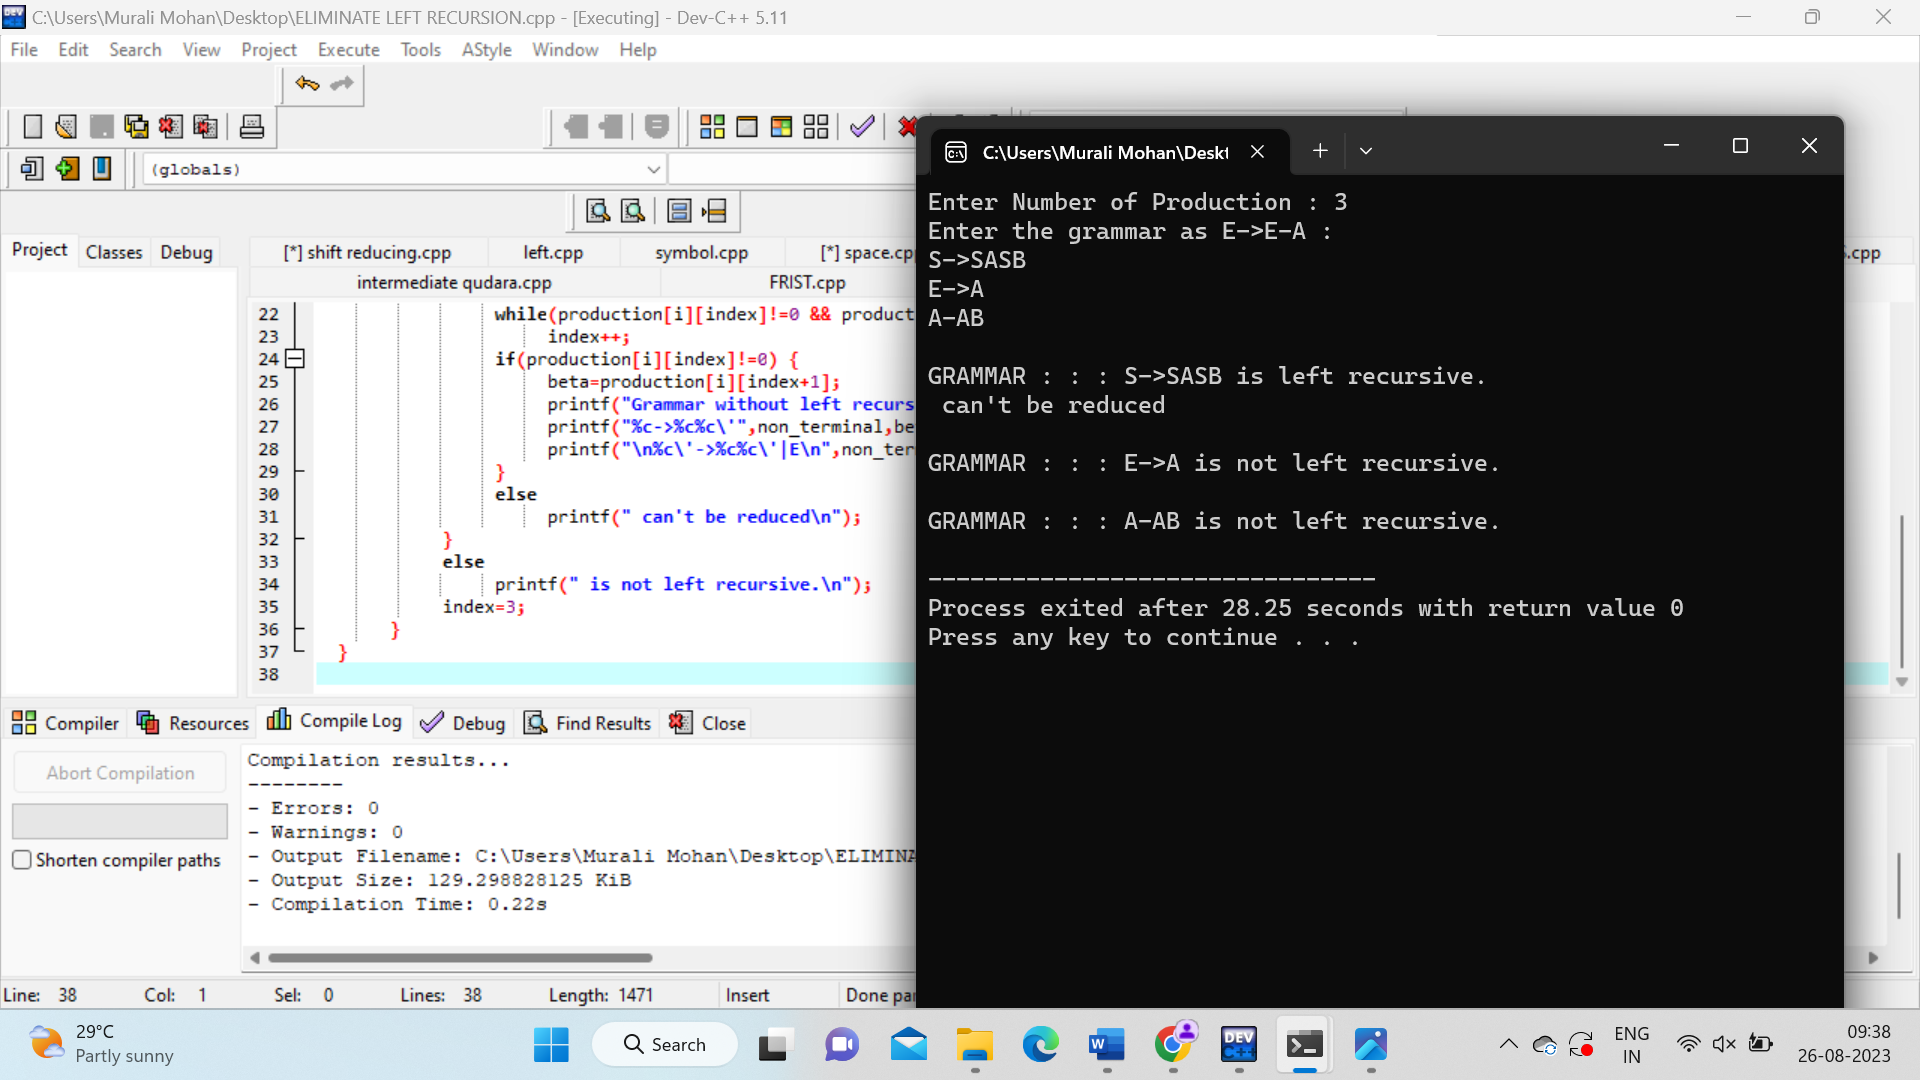 C:\Users\Murali Mohan\Desktop\ELIMINATE LEFT RECURSION.cpp - [Executing] - Dev-C++ 5.11
File Edit Search View Project Execute Tools AStyle Window Help
(globals)
Project Classes Debug
[*] shift reducing.cpp left.cpp symbol.cpp [*] space.cp .cpp
intermediate qudara.cpp FRIST.cpp
22 while(production[i][index]!=0 && product
23 index++;
24 if(production[i][index]!=0) {
25 beta=production[i][index+1];
26 printf("Grammar without left recurs
27 printf("%c->%c%c\'",non_terminal,be
28 printf("\n%c\'->%c%c\'|E\n",non_ter
29 }
30 else
31 printf(" can't be reduced\n");
32 }
33 else
34 printf(" is not left recursive.\n");
35 index=3;
36 }
37 }
38
C:\Users\Murali Mohan\Deskt
Enter Number of Production : 3
Enter the grammar as E->E-A :
S->SASB
E->A
A-AB
GRAMMAR : : : S->SASB is left recursive.
can't be reduced
GRAMMAR : : : E->A is not left recursive.
GRAMMAR : : : A-AB is not left recursive.
--------------------------------
Process exited after 28.25 seconds with return value 0
Press any key to continue . . .
Compiler Resources Compile Log Debug Find Results Close
Abort Compilation
Shorten compiler paths
Compilation results...
--------
- Errors: 0
- Warnings: 0
- Output Filename: C:\Users\Murali Mohan\Desktop\ELIMINA
- Output Size: 129.298828125 KiB
- Compilation Time: 0.22s
Line: 38 Col: 1 Sel: 0 Lines: 38 Length: 1471 Insert Done par
29°C
Partly sunny
Search
DEV C++
ENG
IN
09:38
26-08-2023